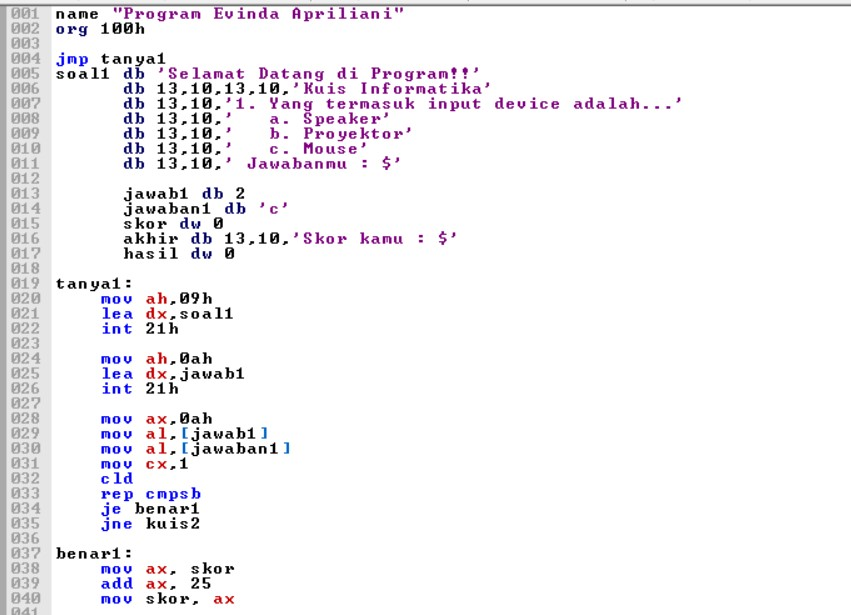 001 name "Program Evinda Apriliani"
002 org 100h
003
004 jmp tanya1
005 soal1 db 'Selamat Datang di Program!!'
006 db 13,10,13,10,'Kuis Informatika'
007 db 13,10,'1. Yang termasuk input device adalah...'
008 db 13,10,'   a. Speaker'
009 db 13,10,'   b. Proyektor'
010 db 13,10,'   c. Mouse'
011 db 13,10,' Jawabanmu : $'
012
013 jawab1 db 2
014 jawaban1 db 'c'
015 skor dw 0
016 akhir db 13,10,'Skor kamu : $'
017 hasil dw 0
018
019 tanya1:
020 mov ah,09h
021 lea dx,soal1
022 int 21h
023
024 mov ah,0ah
025 lea dx,jawab1
026 int 21h
027
028 mov ax,0ah
029 mov al,[jawab1]
030 mov al,[jawaban1]
031 mov cx,1
032 cld
033 rep cmpsb
034 je benar1
035 jne kuis2
036
037 benar1:
038 mov ax, skor
039 add ax, 25
040 mov skor, ax
041